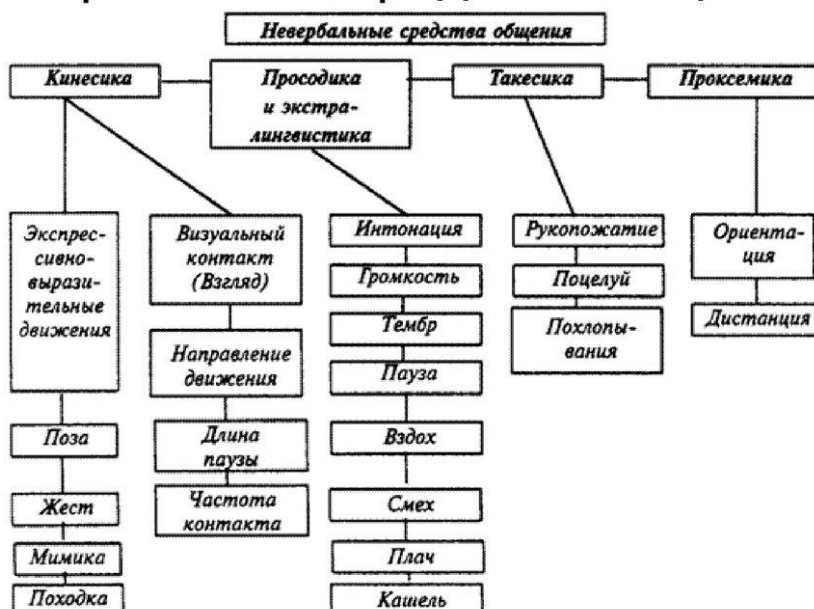 Невербальные средства общения
Кинесика
Просодика
и экстра-
лингвистика
Такесика
Проксемика
Экспрес-
сивно-
вырази-
тельные
движения
Поза
Жест
Мимика
Походка
Визуальный
контакт
(Взгляд)
Направление
движения
Длина
паузы
Частота
контакта
Интонация
Громкость
Тембр
Пауза
Вздох
Смех
Плач
Кашель
Рукопожатие
Поцелуй
Похлопы-
вания
Ориента-
ция
Дистанция